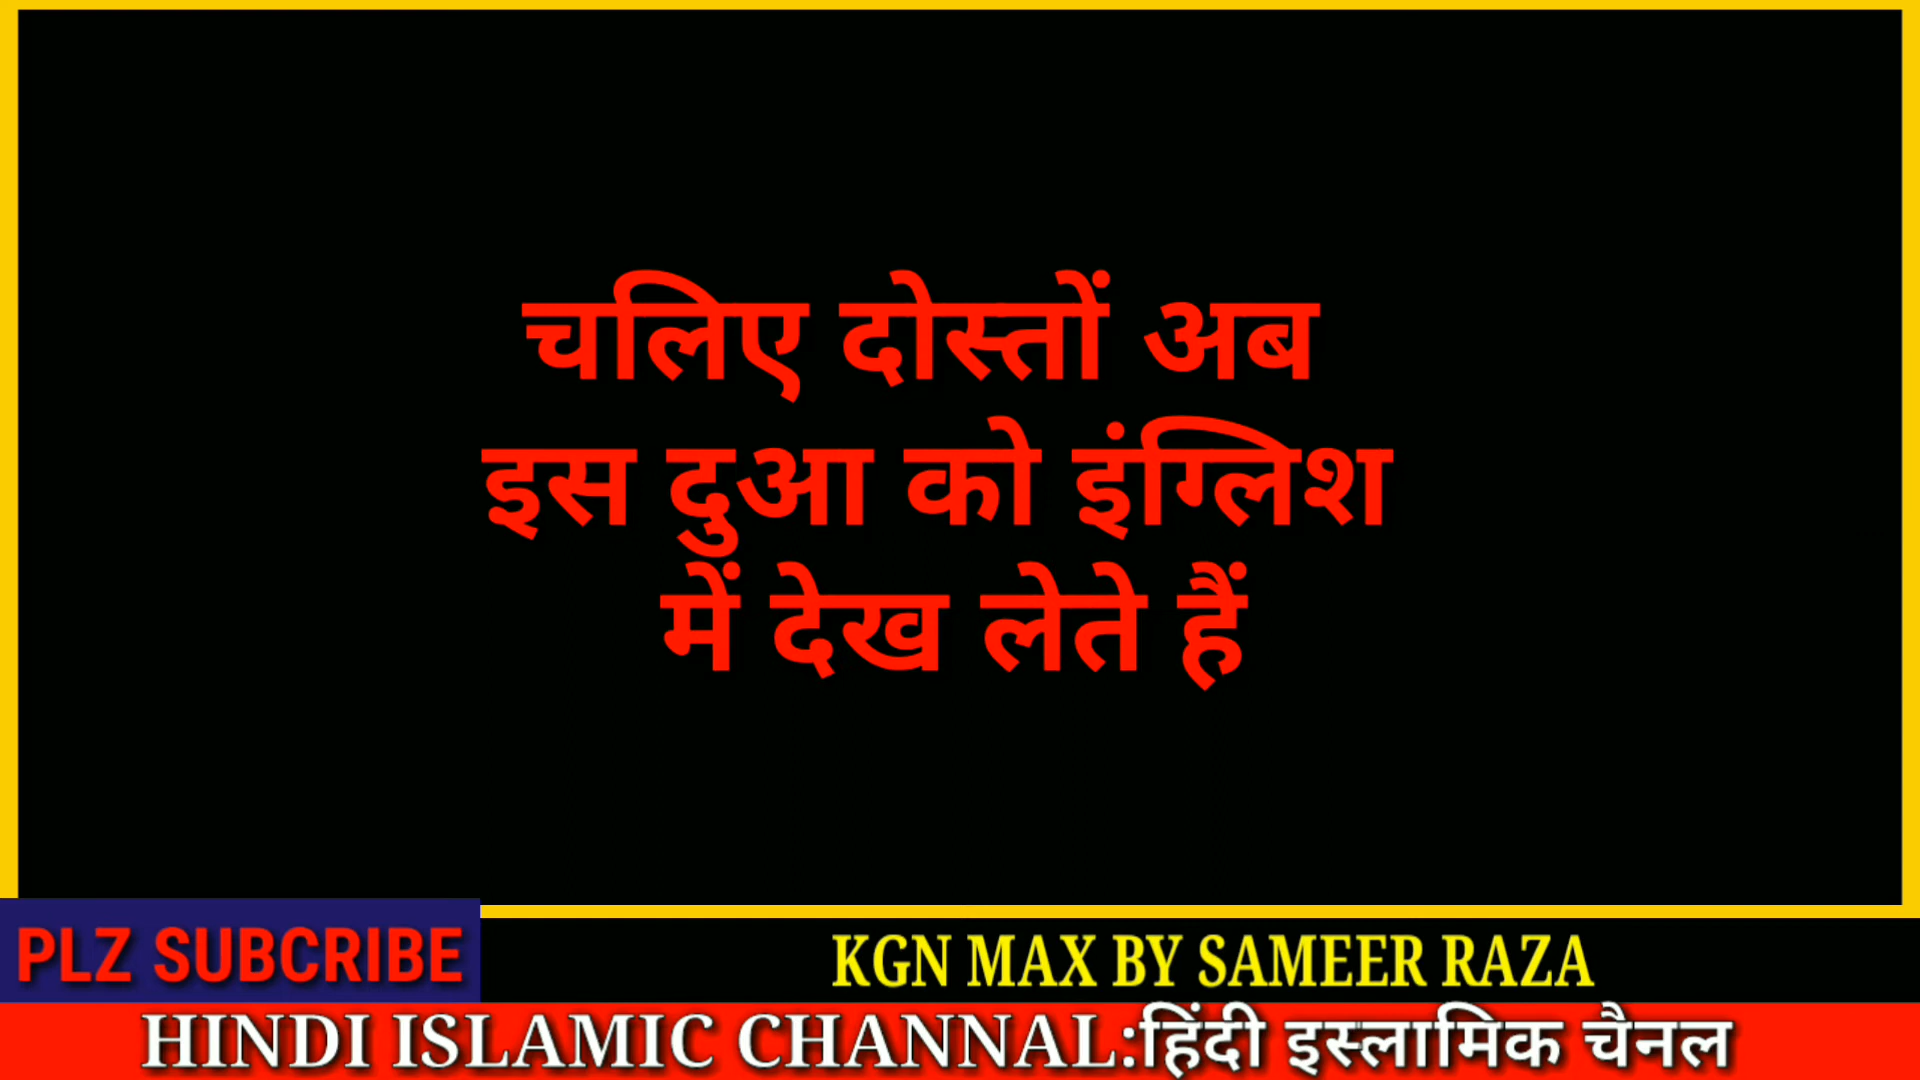 चलिए दोस्तों अब
इस दुआ को इंग्लिश
में देख लेते हैं
PLZ SUBCRIBE
KGN MAX BY SAMEER RAZA
HINDI ISLAMIC CHANNAL:हिंदी इस्लामिक चैनल